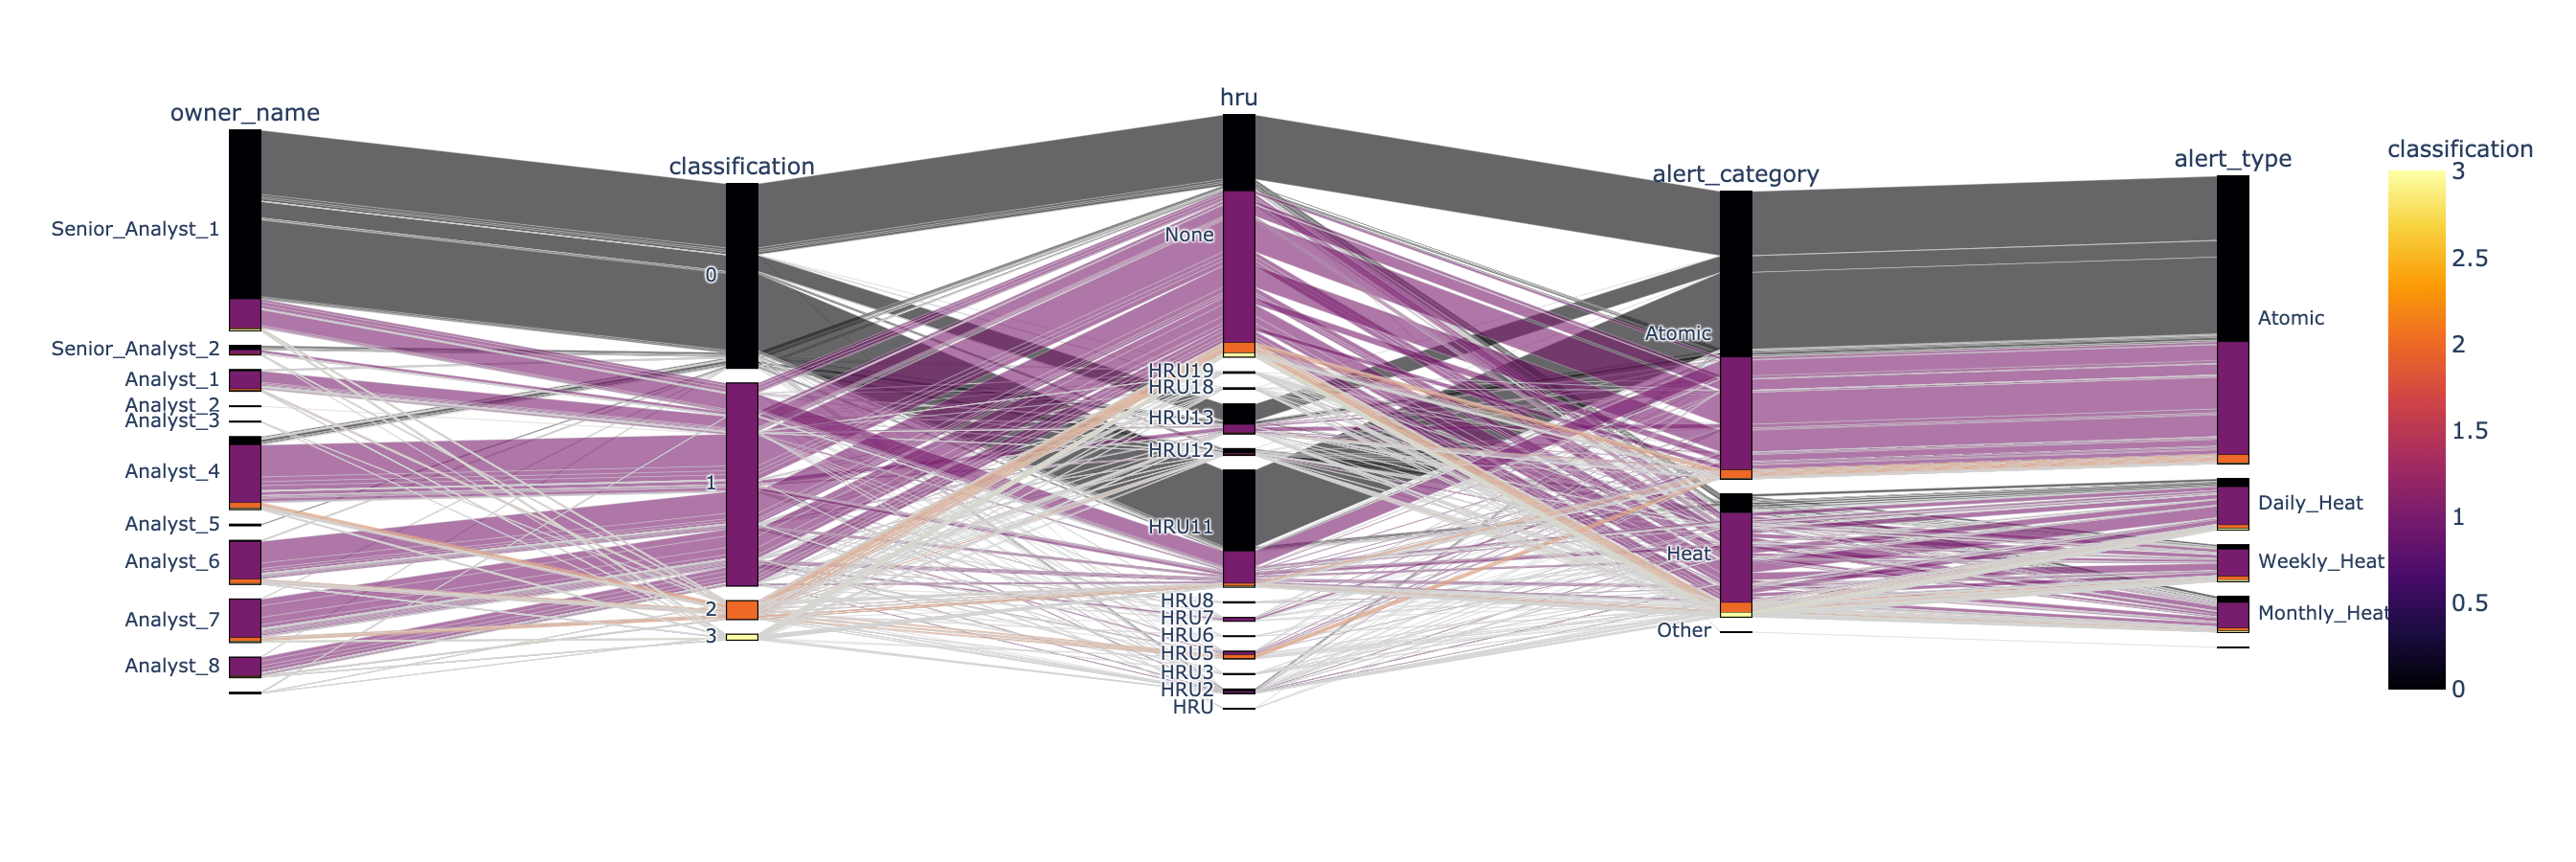 owner_name
Senior_Analyst_1
Senior_Analyst_2
Analyst_1
Analyst_2
Analyst_3
Analyst_4
Analyst_5
Analyst_6
Analyst_7
Analyst_8
classification
0
1
2
3
hru
None
HRU19
HRU18
HRU13
HRU12
HRU11
HRU8
HRU7
HRU6
HRU5
HRU3
HRU2
HRU
alert_category
Atomic
Heat
Other
alert_type
Atomic
Daily_Heat
Weekly_Heat
Monthly_Heat
classification
3
2.5
2
1.5
1
0.5
0